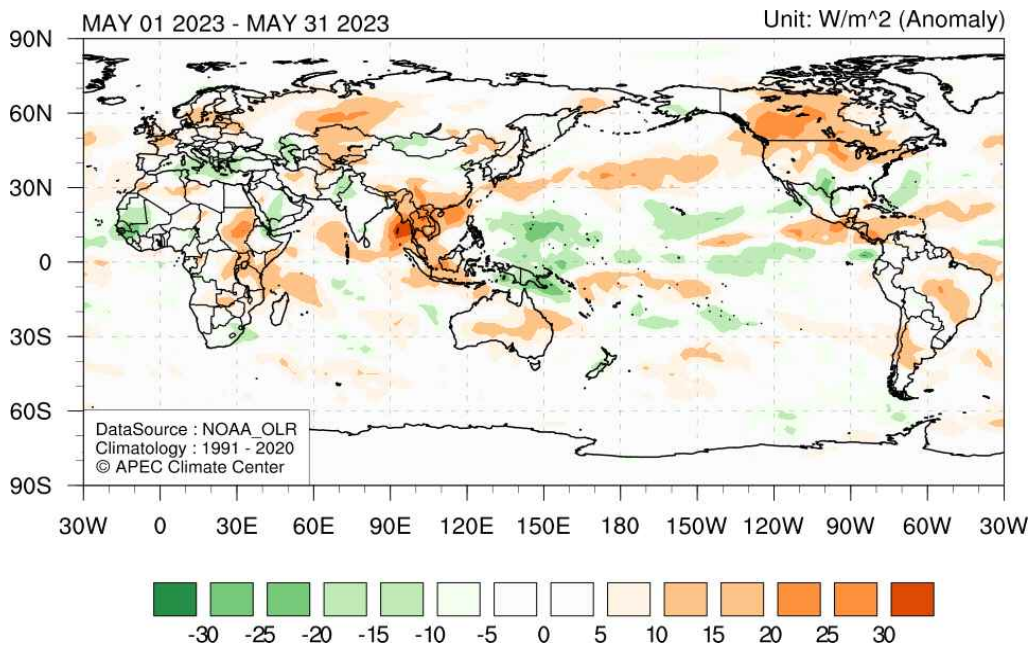 MAY 01 2023 - MAY 31 2023
Unit: W/m^2 (Anomaly)
90N
60N
30N
0
30S
60S
90S
DataSource : NOAA_OLR
Climatology : 1991 - 2020
© APEC Climate Center
30W 0 30E 60E 90E 120E 150E 180 150W 120W 90W 60W 30W
-30 -25 -20 -15 -10 -5 0 5 10 15 20 25 30